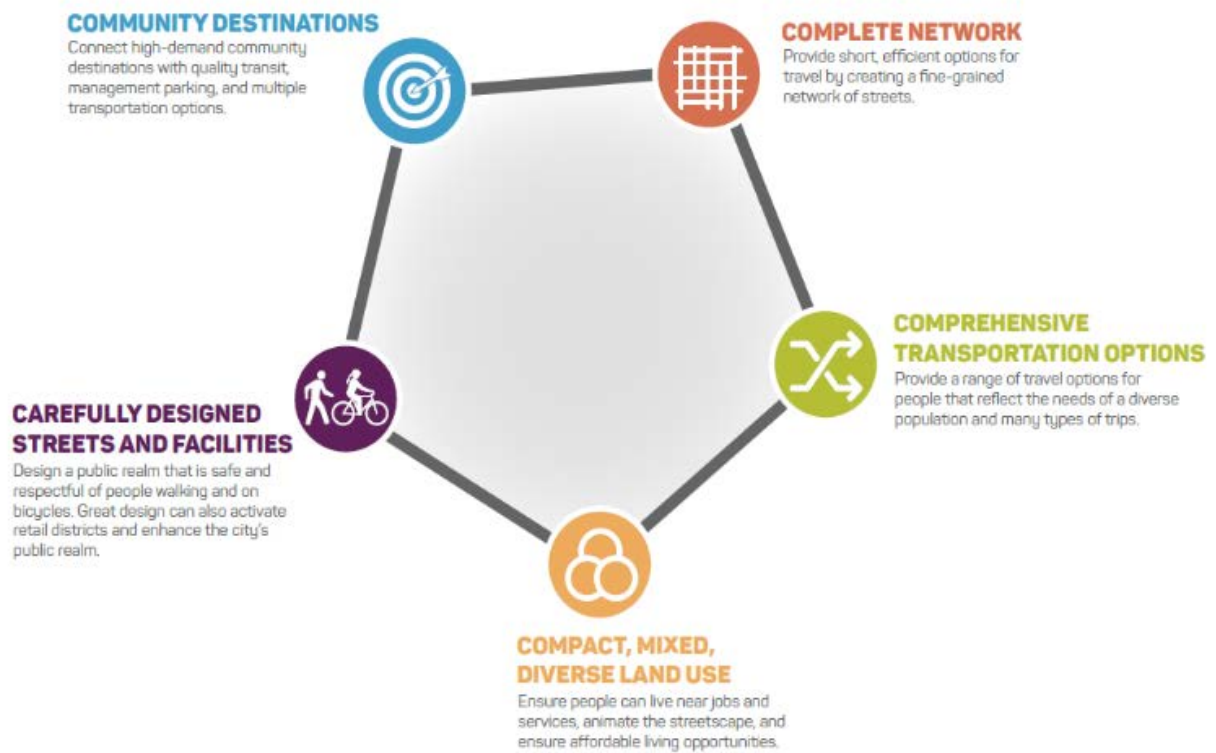 COMMUNITY DESTINATIONS
Connect high-demand community
destinations with quality transit,
management parking, and multiple
transportation options.
COMPLETE NETWORK
Provide short, efficient options for
travel by creating a fine-grained
network of streets.
COMPREHENSIVE
TRANSPORTATION OPTIONS
Provide a range of travel options for
people that reflect the needs of a diverse
population and many types of trips.
CAREFULLY DESIGNED
STREETS AND FACILITIES
Design a public realm that is safe and
respectful of people walking and on
bicycles. Great design can also activate
retail districts and enhance the city's
public realm.
COMPACT, MIXED,
DIVERSE LAND USE
Ensure people can live near jobs and
services, animate the streetscape, and
ensure affordable living opportunities.